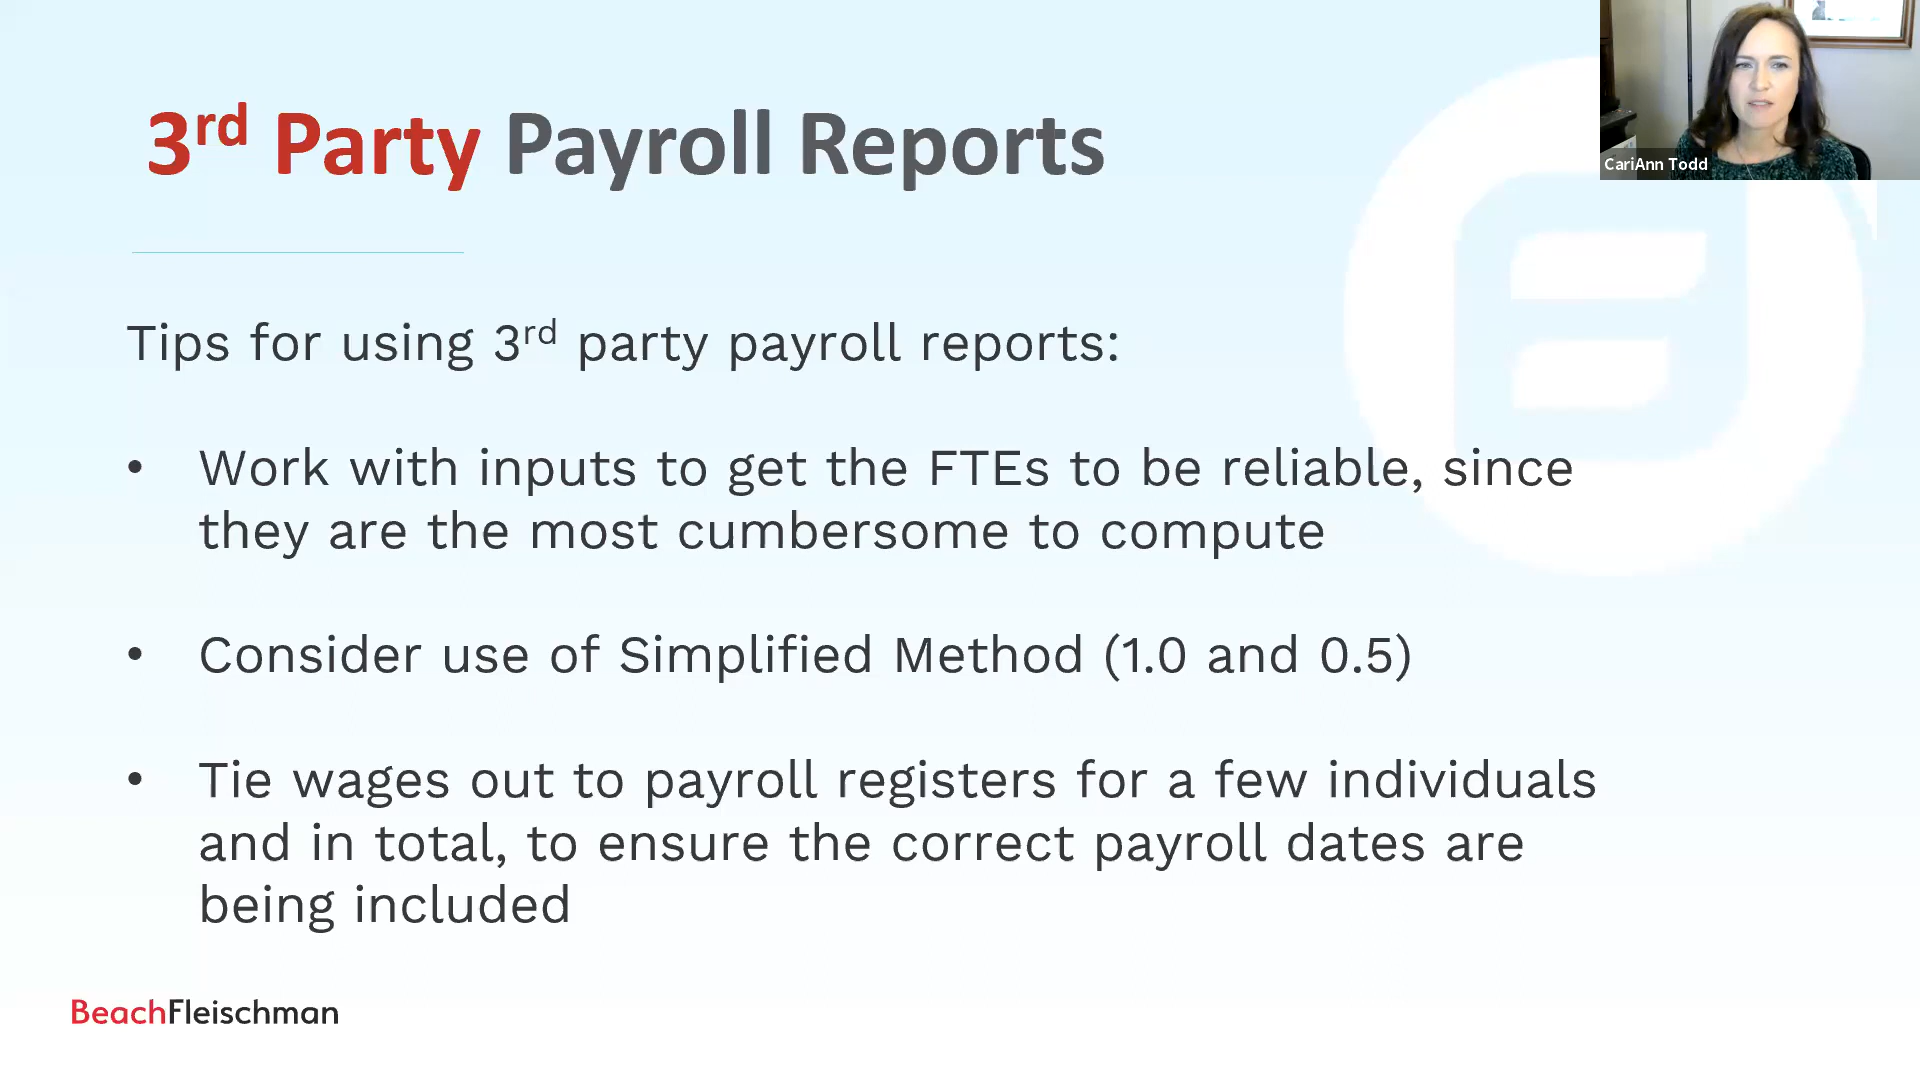 3rd Party Payroll Reports
CariAnn Todd
Tips for using 3rd party payroll reports:
• Work with inputs to get the FTEs to be reliable, since
they are the most cumbersome to compute
• Consider use of Simplified Method (1.0 and 0.5)
• Tie wages out to payroll registers for a few individuals
and in total, to ensure the correct payroll dates are
being included
BeachFleischman